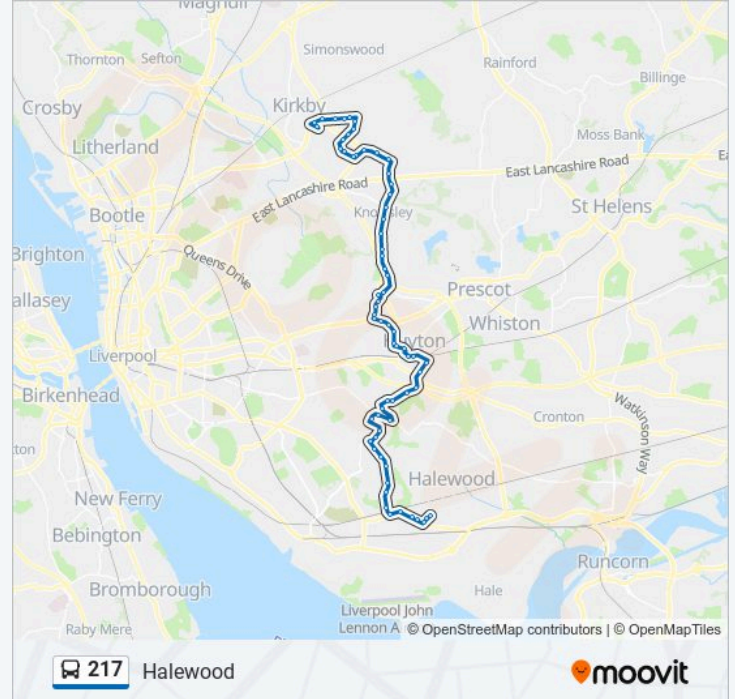 Maghull
Simonswood
Thornton
Sefton
Rainford
Billinge
Crosby
Kirkby
Litherland
Moss Bank
East Lancashire Road
Ea
East Lancashire Road
St Helens
Bootle
Knowsley
Brighton
Queens Drive
allasey
Prescot
Whiston
Huyton
Liverpool
Birkenhead
Cronton
Watkinson Way
ton
Halewood
New Ferry
Bebington
Runcorn
Bromborough
Hale
Liverpool John
Lennon A
Raby Mere
© OpenStreetMap contributors | © OpenMapTiles
217 Halewood
moovit